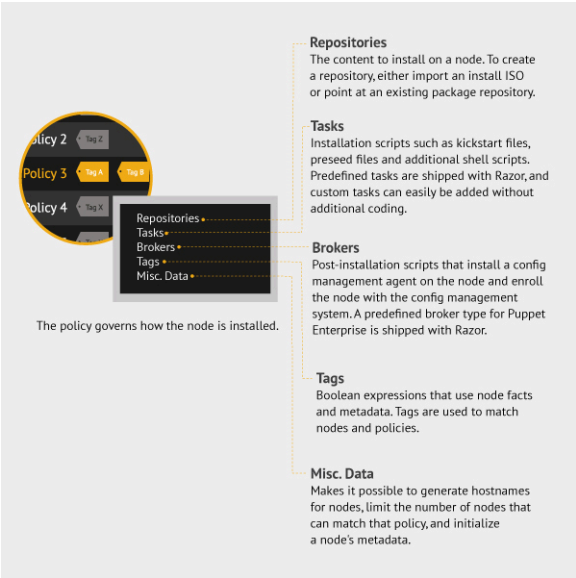 Repositories
The content to install on a node. To create
a repository, either import an install ISO
or point at an existing package repository.
Tasks
Installation scripts such as kickstart files,
preseed files and additional shell scripts.
Predefined tasks are shipped with Razor, and
custom tasks can easily be added without
additional coding.
Brokers
Post-installation scripts that install a config
management agent on the node and enroll
the node with the config management
system. A predefined broker type for Puppet
Enterprise is shipped with Razor.
Tags
Boolean expressions that use node facts
and metadata. Tags are used to match
nodes and policies.
Misc. Data
Makes it possible to generate hostnames
for nodes, limit the number of nodes that
can match that policy, and initialize
a node's metadata.
olicy 2 Tag Z
Policy 3 Tag A Tag B
olicy 4 Tag X
Repositories
Tasks
Brokers
Tags
Misc. Data
The policy governs how the node is installed.